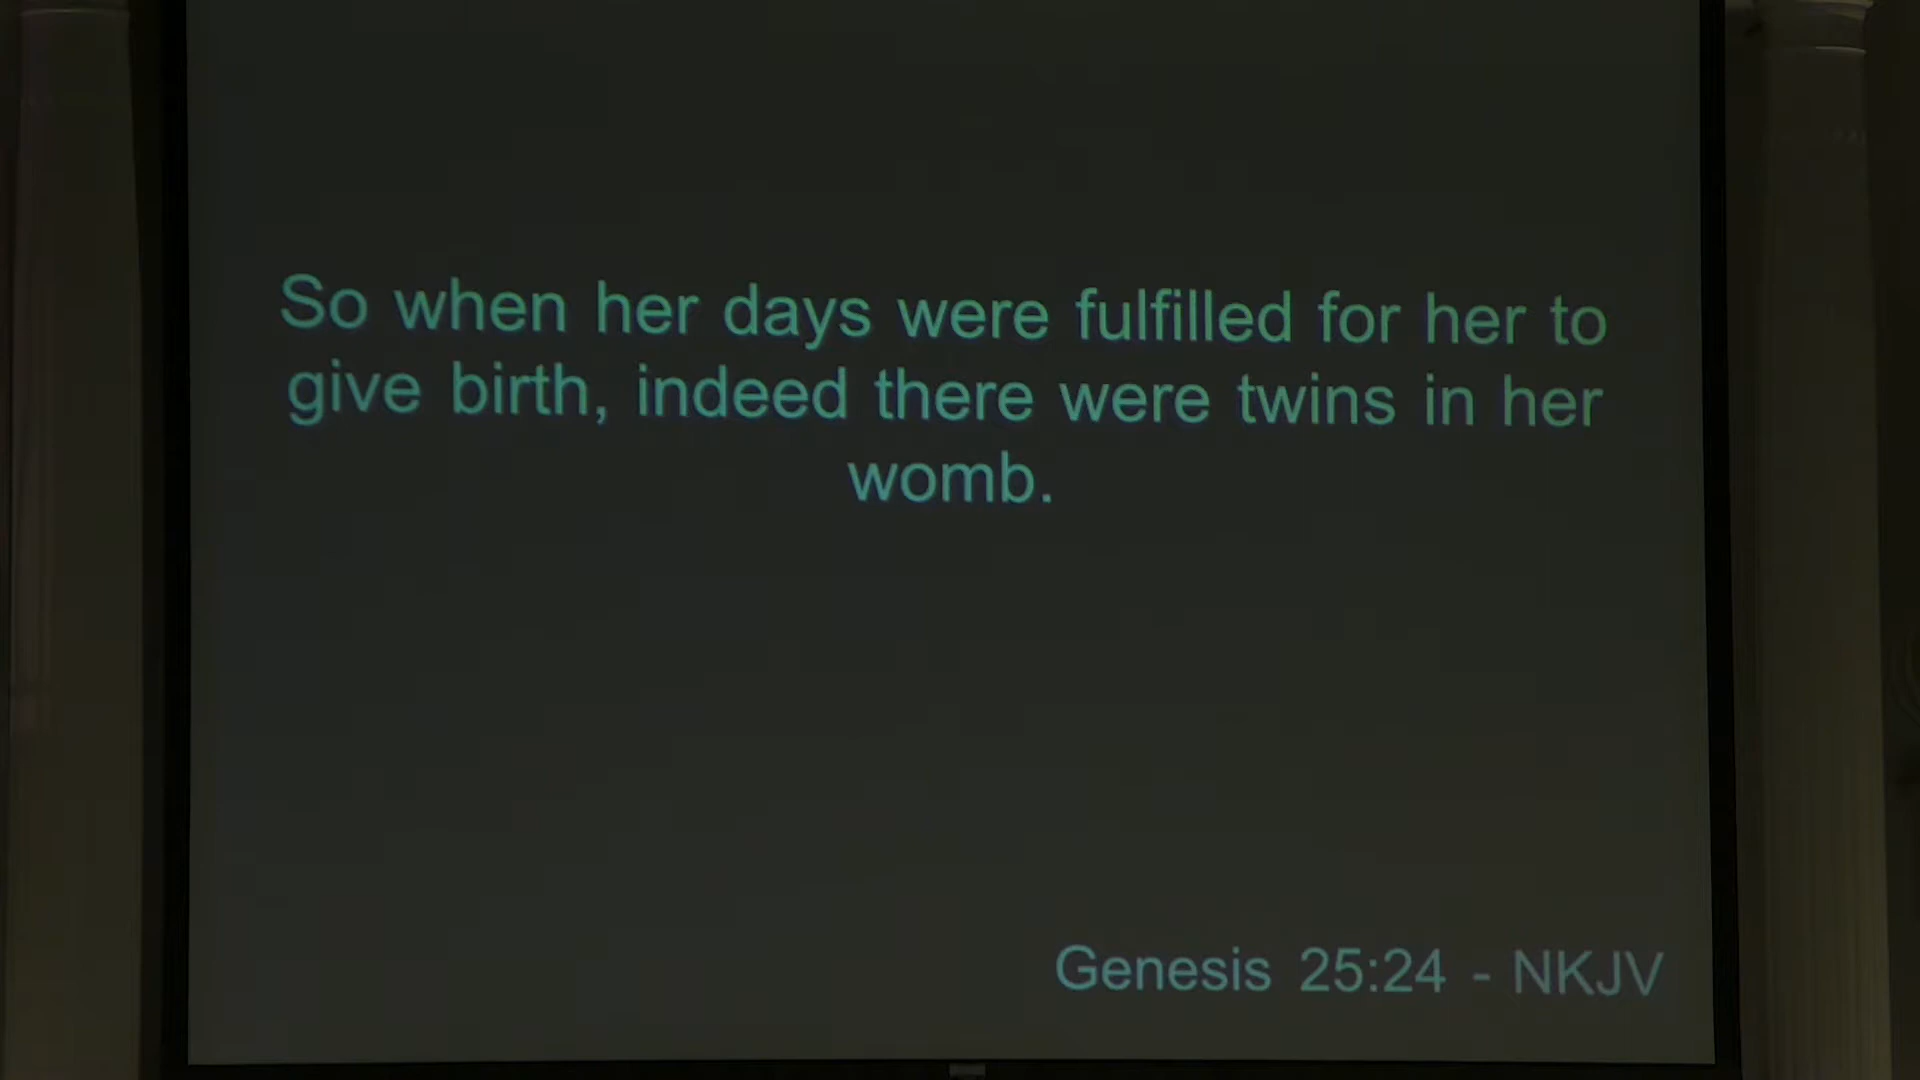 So when her days were fulfilled for her to
give birth, indeed there were twins in her
womb.
Genesis 25:24 - NKJV